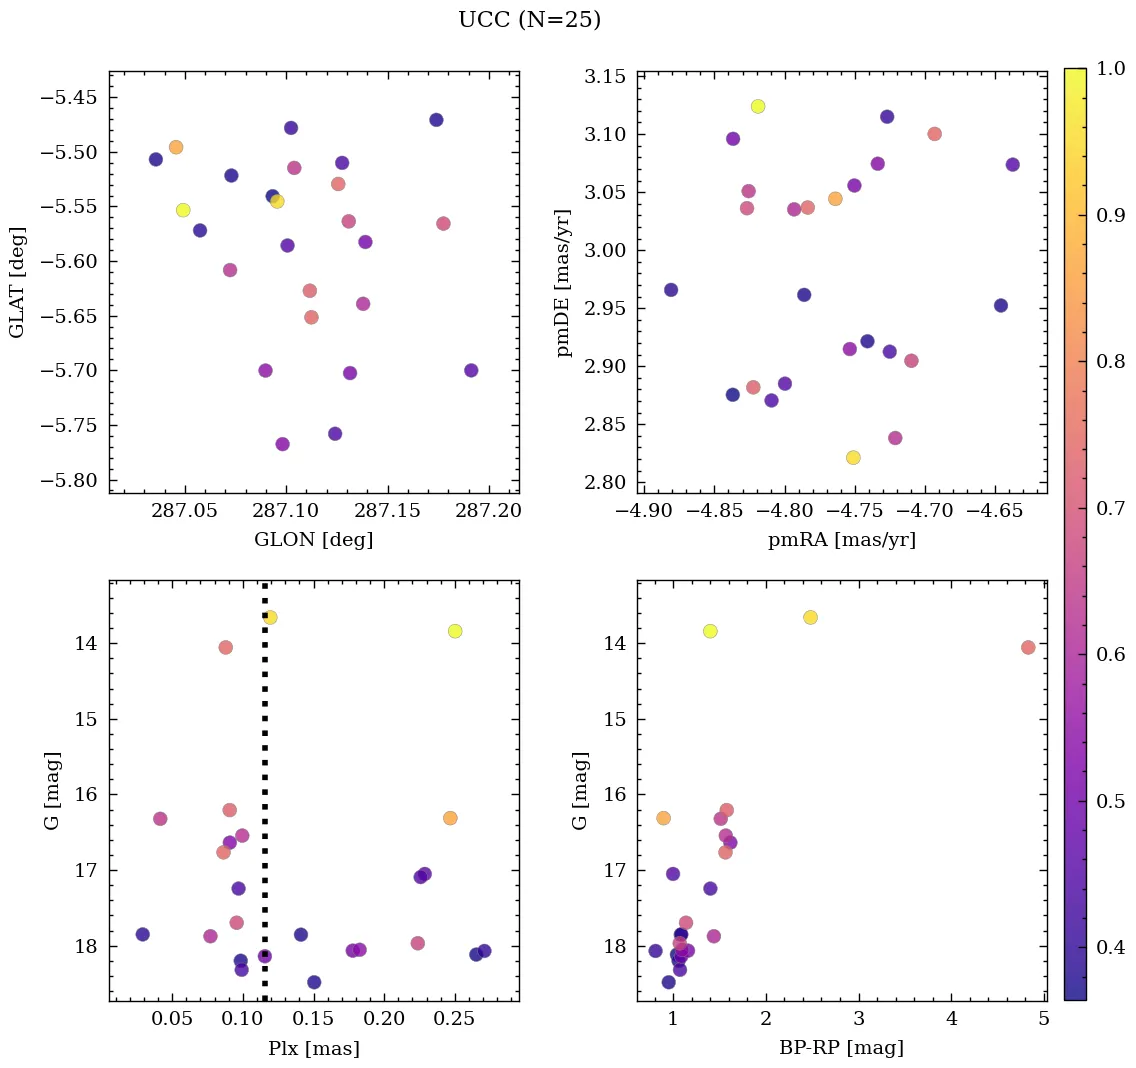 UCC (N=25)
−5.45
−5.50
−5.55
−5.60
−5.65
−5.70
−5.75
−5.80
GLAT [deg]
287.05 287.10 287.15 287.20
GLON [deg]
3.15
3.10
3.05
3.00
2.95
2.90
2.85
2.80
pmDE [mas/yr]
−4.90 −4.85 −4.80 −4.75 −4.70 −4.65
pmRA [mas/yr]
14
15
16
17
18
G [mag]
0.05 0.10 0.15 0.20 0.25
Plx [mas]
14
15
16
17
18
G [mag]
1 2 3 4 5
BP-RP [mag]
1.0
0.9
0.8
0.7
0.6
0.5
0.4